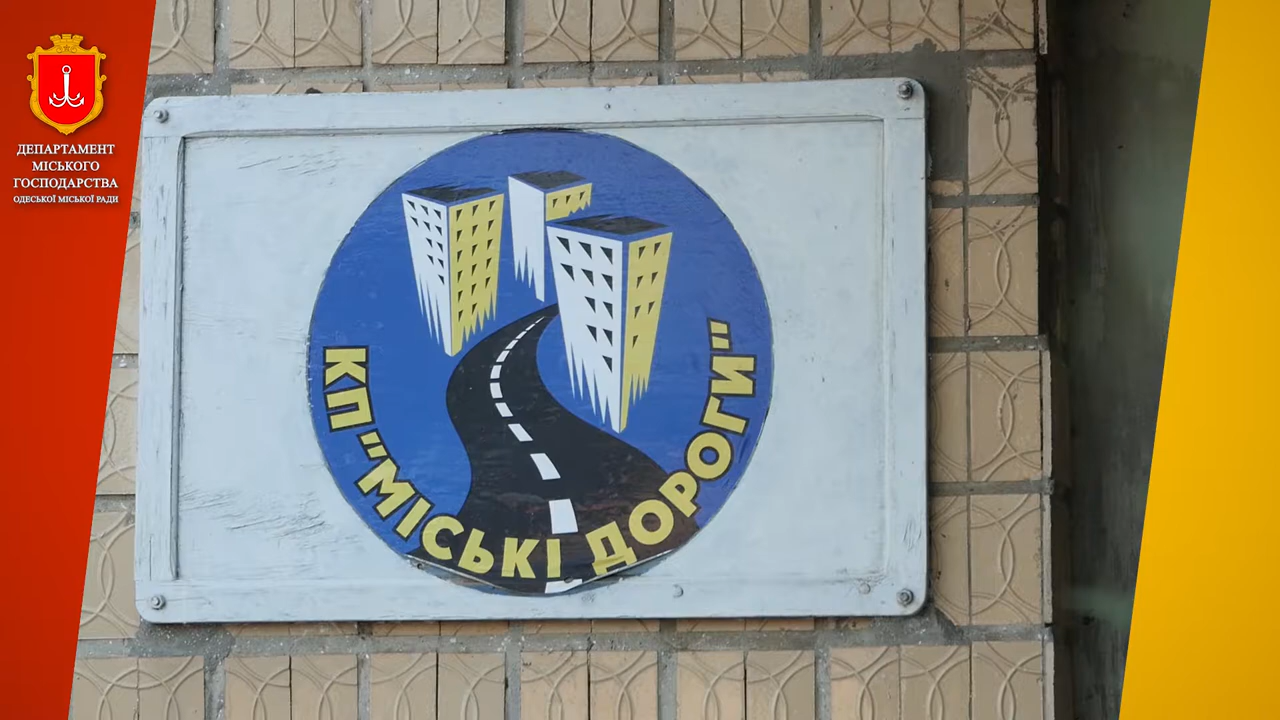 ДЕПАРТАМЕНТ
МІСЬКОГО
ГОСПОДАРСТВА
ОДЕСЬКОЇ МІСЬКОЇ РАДИ
КП "МІСЬКІ ДОРОГИ"